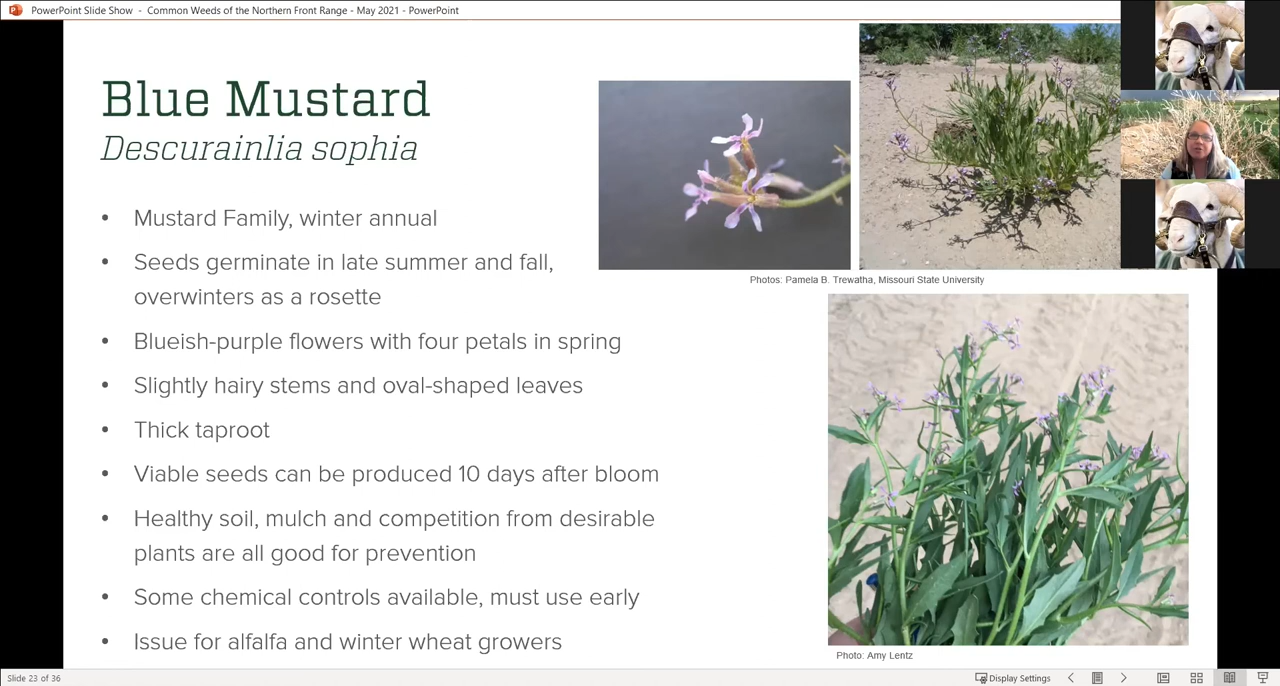 PowerPoint Slide Show - Common Weeds of the Northern Front Range - May 2021 - PowerPoint
Blue Mustard
Descurainlia sophia
• Mustard Family, winter annual
• Seeds germinate in late summer and fall,
overwinters as a rosette
• Blueish-purple flowers with four petals in spring
• Slightly hairy stems and oval-shaped leaves
• Thick taproot
• Viable seeds can be produced 10 days after bloom
• Healthy soil, mulch and competition from desirable
plants are all good for prevention
• Some chemical controls available, must use early
• Issue for alfalfa and winter wheat growers
Photos: Pamela B. Trewatha, Missouri State University
Photo: Amy Lentz
Slide 23 of 36
Display Settings